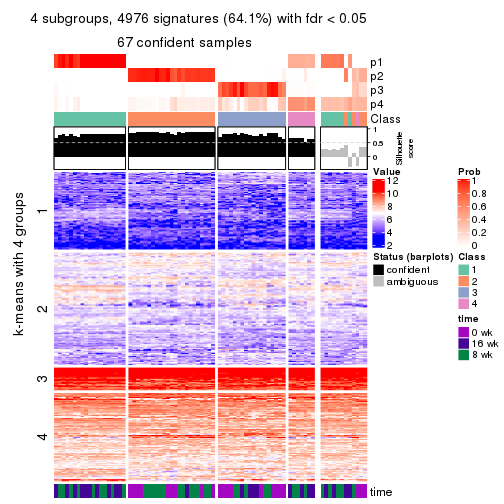 4 subgroups, 4976 signatures (64.1%) with fdr < 0.05
67 confident samples
p1
p2
p3
p4
Class
1
0.5
0
Silhouette
score
k-means with 4 groups
1
2
3
4
time
Value
12
10
8
6
4
2
Prob
1
0.8
0.6
0.4
0.2
0
Status (barplots)
confident
ambiguous
Class
1
2
3
4
time
0 wk
16 wk
8 wk